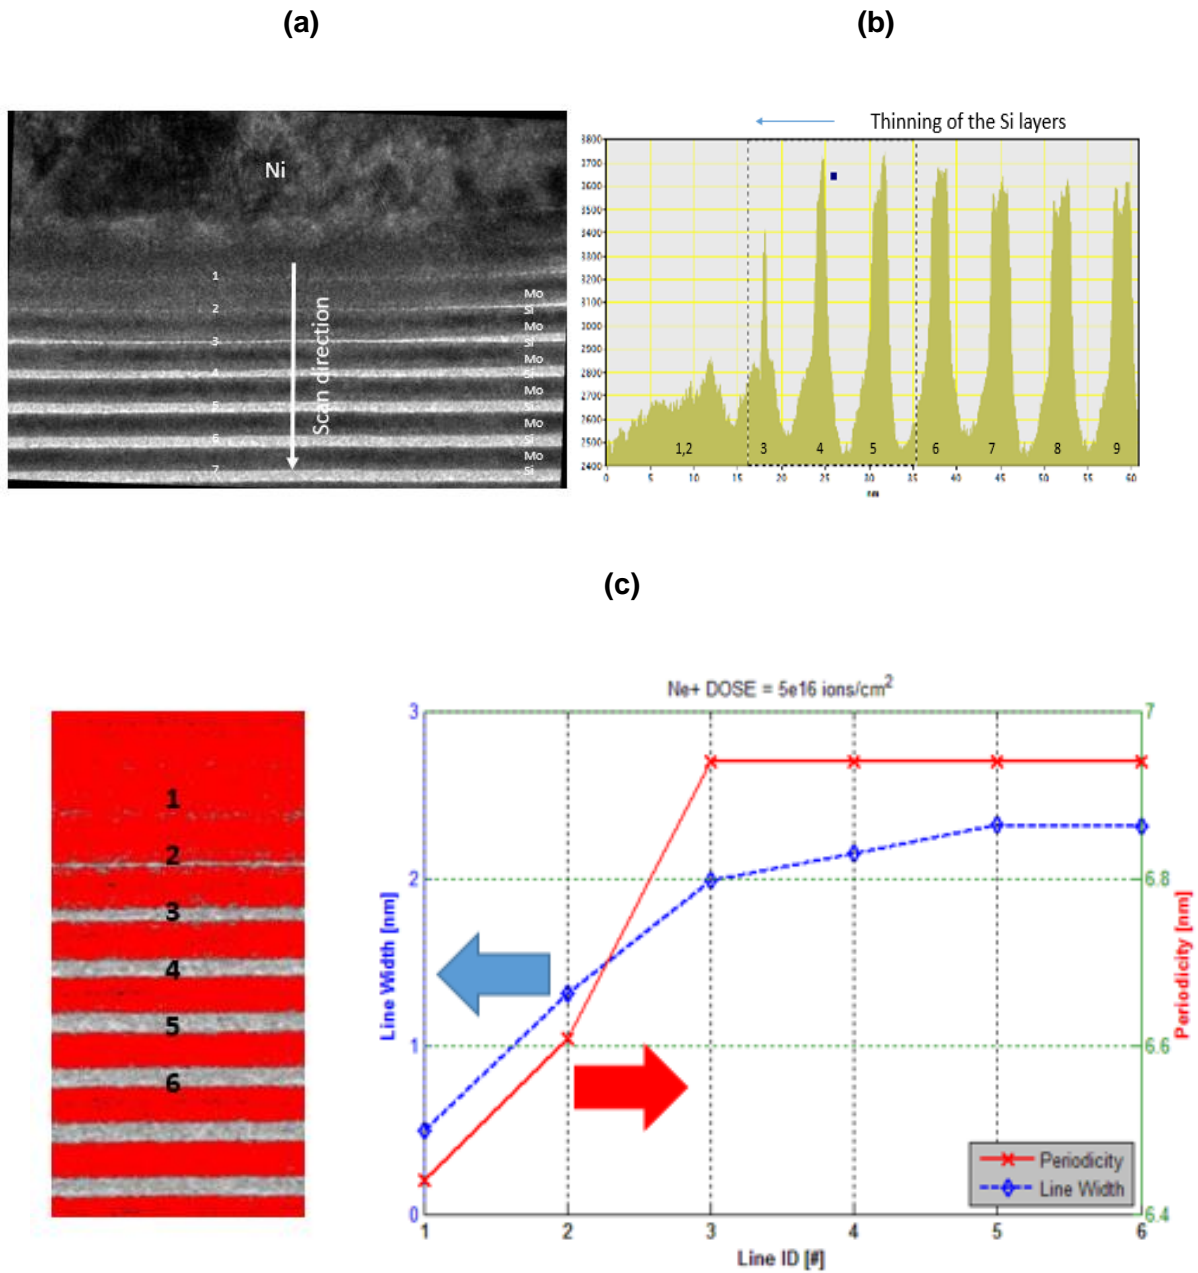 (a)
(b)
Ni
1
2
3
4
5
6
7
Scan direction
Mo
Si
Mo
Si
Mo
Si
Mo
Si
Mo
Si
Mo
Si
Thinning of the Si layers
3800
3700
3600
3500
3400
3300
3200
3100
3000
2900
2800
2700
2600
2500
2400
1,2 3 4 5 6 7 8 9
0 5 10 15 20 25 30 35 40 45 50 55 60
nm
(c)
1
2
3
4
5
6
Ne+ DOSE = 5e16 ions/cm²
3
2
1
0
Line Width [nm]
7
6.8
6.6
6.4
Periodicity [nm]
Periodicity
Line Width
1 2 3 4 5 6
Line ID [#]